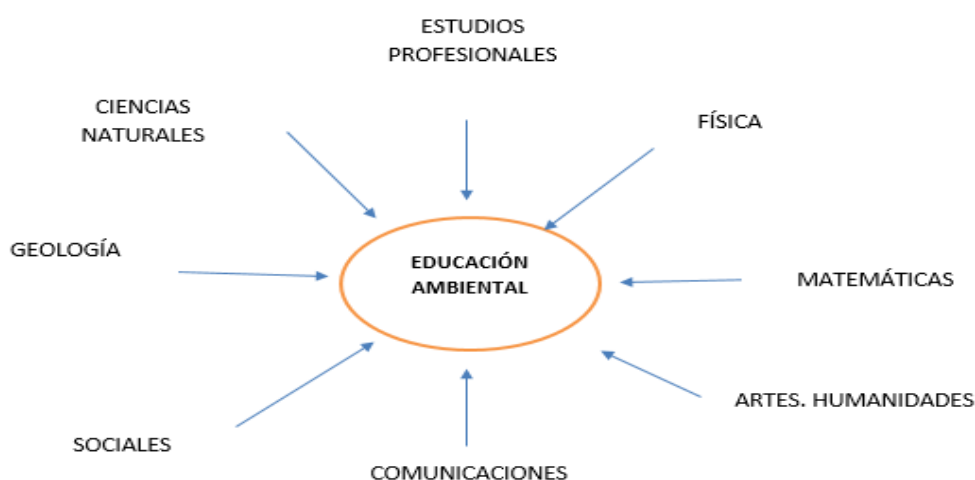 ESTUDIOS
PROFESIONALES
CIENCIAS
NATURALES
FÍSICA
GEOLOGÍA
EDUCACIÓN
AMBIENTAL
MATEMÁTICAS
ARTES. HUMANIDADES
SOCIALES
COMUNICACIONES